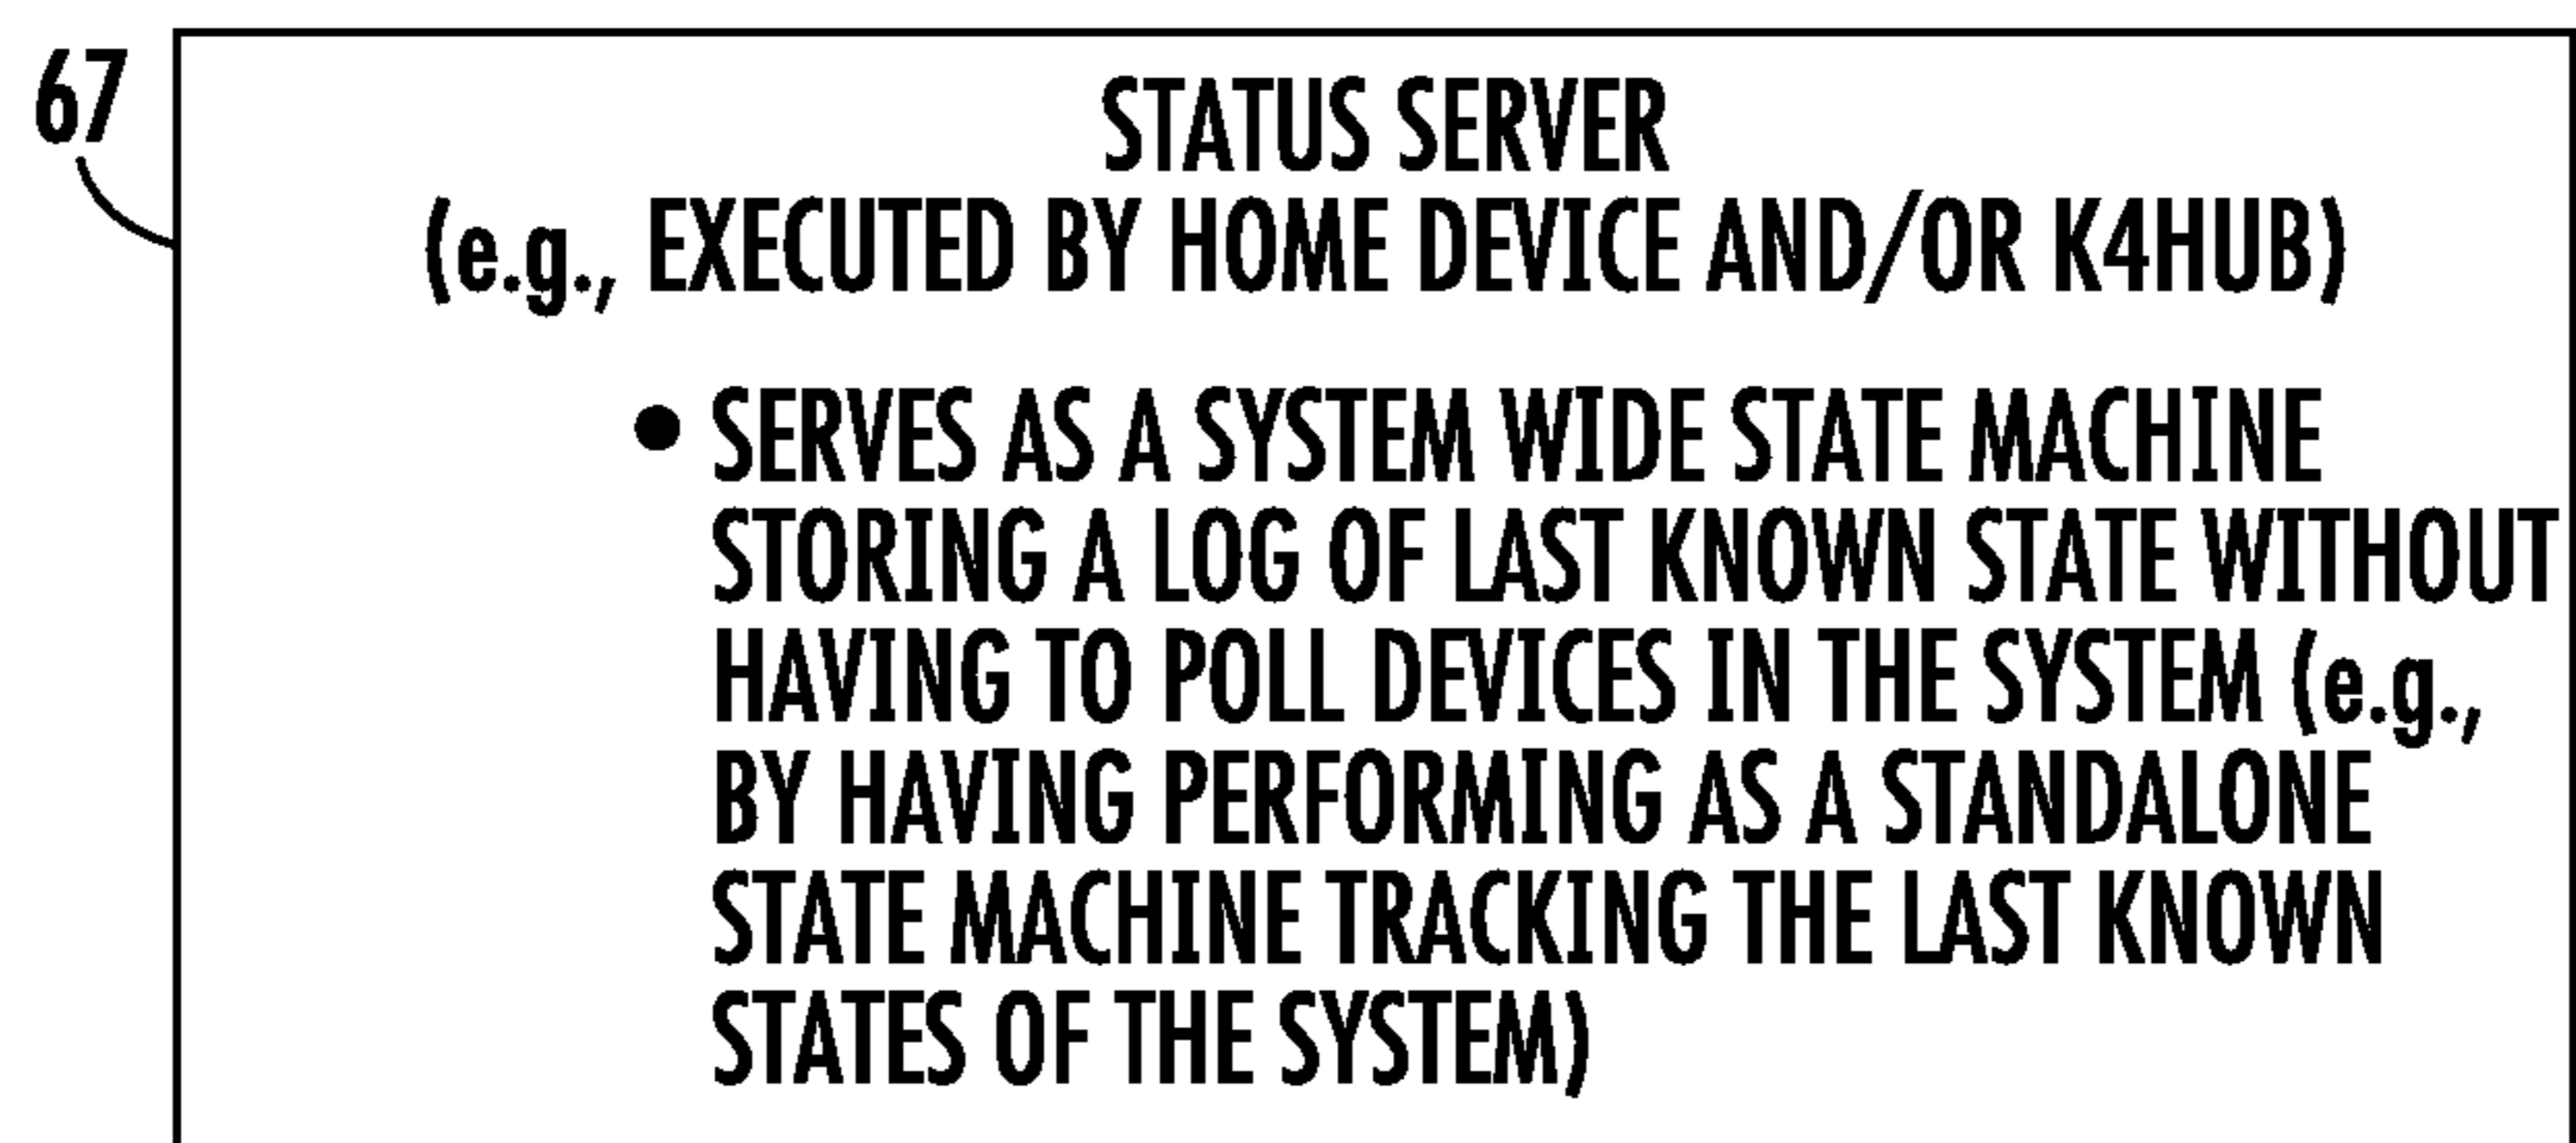 67
STATUS SERVER
(e.g., EXECUTED BY HOME DEVICE AND/OR K4HUB)
• SERVES AS A SYSTEM WIDE STATE MACHINE
STORING A LOG OF LAST KNOWN STATE WITHOUT
HAVING TO POLL DEVICES IN THE SYSTEM (e.g.,
BY HAVING PERFORMING AS A STANDALONE
STATE MACHINE TRACKING THE LAST KNOWN
STATES OF THE SYSTEM)